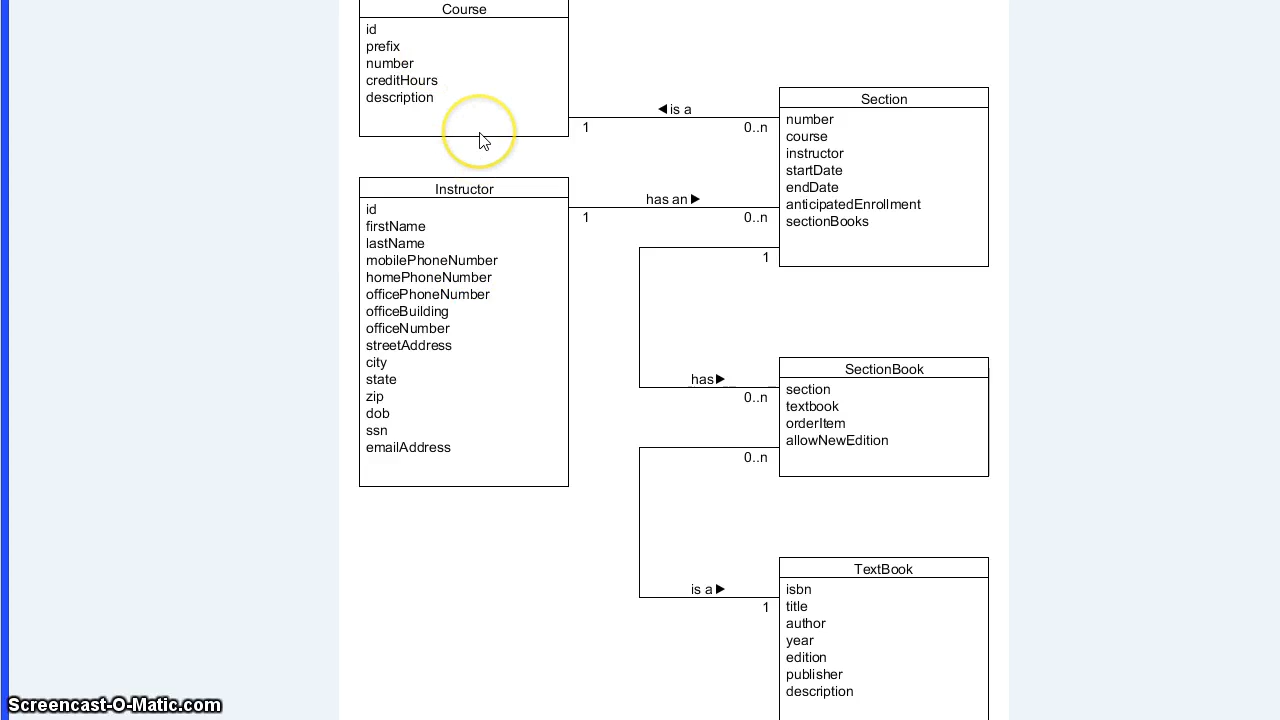 Course
id
prefix
number
creditHours
description
◀ is a
1
0..n
Section
number
course
instructor
startDate
endDate
anticipatedEnrollment
sectionBooks
Instructor
id
firstName
lastName
mobilePhoneNumber
homePhoneNumber
officePhoneNumber
officeBuilding
officeNumber
streetAddress
city
state
zip
dob
ssn
emailAddress
has an ▶
1
0..n
1
has ▶
0..n
SectionBook
section
textbook
orderItem
allowNewEdition
0..n
is a ▶
1
TextBook
isbn
title
author
year
edition
publisher
description
Screencast-O-Matic.com